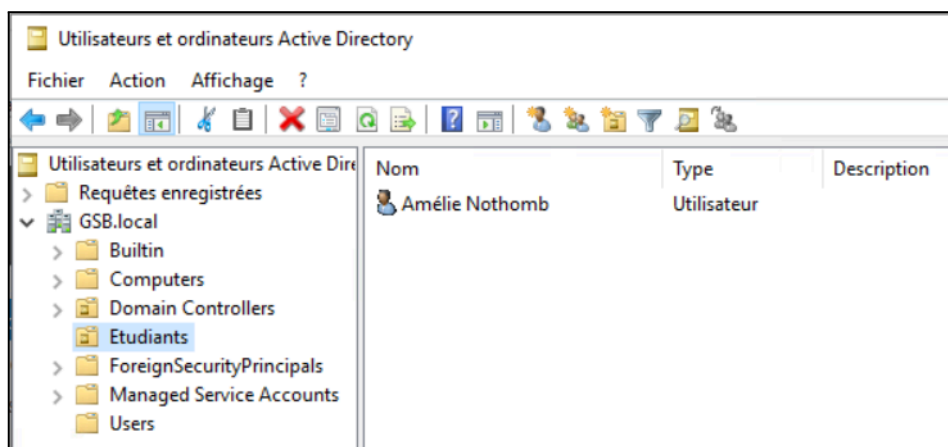 Utilisateurs et ordinateurs Active Directory
Fichier Action Affichage ?
Utilisateurs et ordinateurs Active Dire
Requêtes enregistrées
GSB.local
Builtin
Computers
Domain Controllers
Etudiants
ForeignSecurityPrincipals
Managed Service Accounts
Users
Nom Type Description
Amélie Nothomb Utilisateur